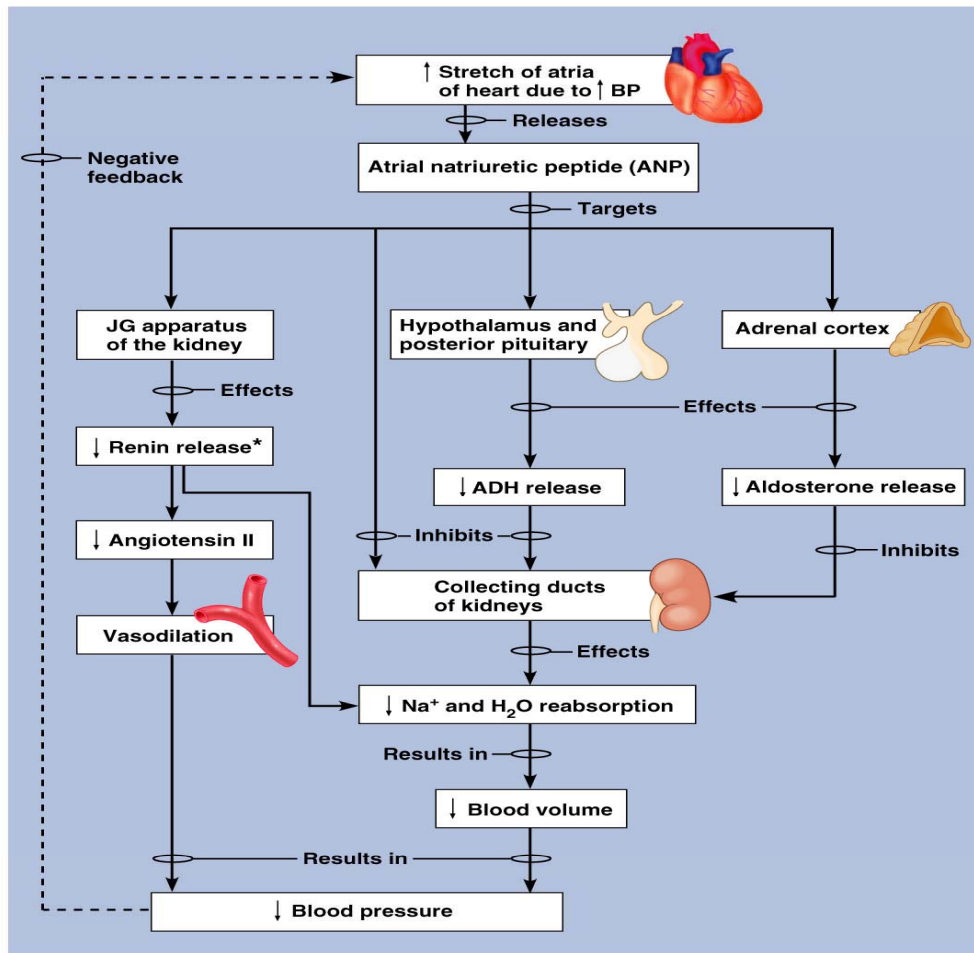 ↑ Stretch of atria
of heart due to ↑ BP
Releases
Negative
feedback
Atrial natriuretic peptide (ANP)
Targets
JG apparatus
of the kidney
Hypothalamus and
posterior pituitary
Adrenal cortex
Effects
Effects
↓ Renin release*
↓ ADH release
↓ Aldosterone release
↓ Angiotensin II
Inhibits
Inhibits
Collecting ducts
of kidneys
Vasodilation
Effects
↓ Na⁺ and H₂O reabsorption
Results in
↓ Blood volume
Results in
↓ Blood pressure